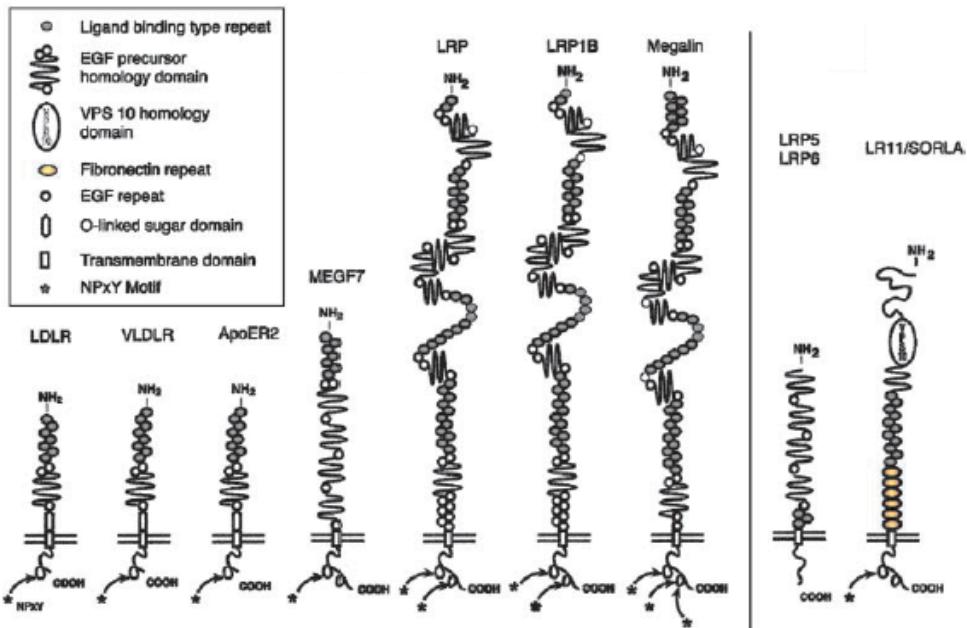 Ligand binding type repeat
EGF precursor
homology domain
VPS 10 homology
domain
Fibronectin repeat
EGF repeat
O-linked sugar domain
Transmembrane domain
NPxY Motif
LDLR
VLDLR
ApoER2
MEGF7
LRP
LRP1B
Megalin
LRP5
LRP6
LR11/SORLA
NH2
NH2
NH2
NH2
NH2
NH2
NH2
NH2
NH2
COOH
COOH
COOH
COOH
COOH
COOH
COOH
COOH
COOH
NPxY